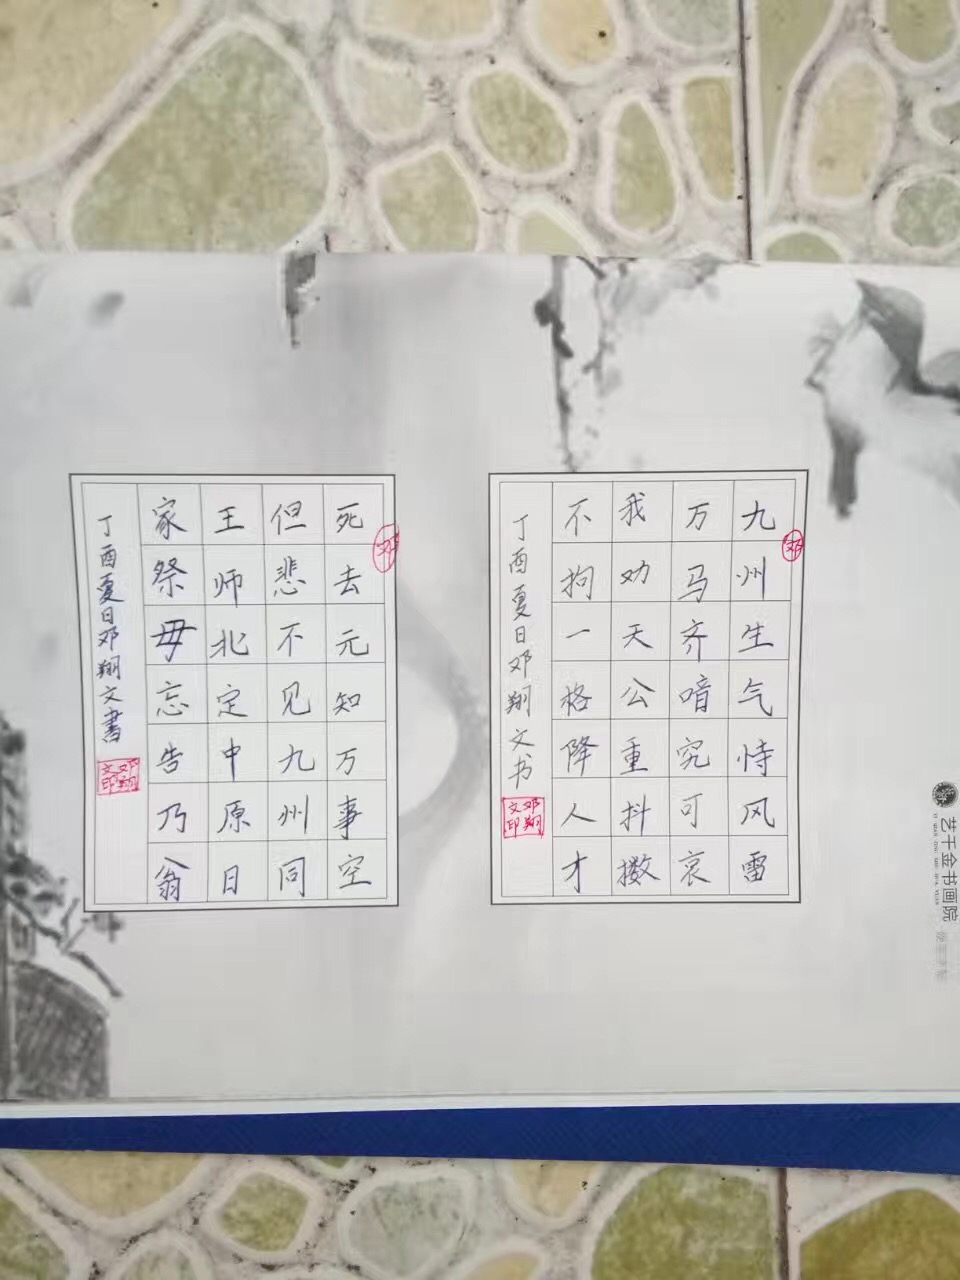 九州生气恃风雷
万马齐喑究可哀
我劝天公重抖擞
不拘一格降人才
丁酉夏日邓翔文书
邓
邓翔文印
死去元知万事空
但悲不见九州同
王师北定中原日
家祭毋忘告乃翁
丁酉夏日邓翔文書
邓
邓翔文印
艺千金书画院